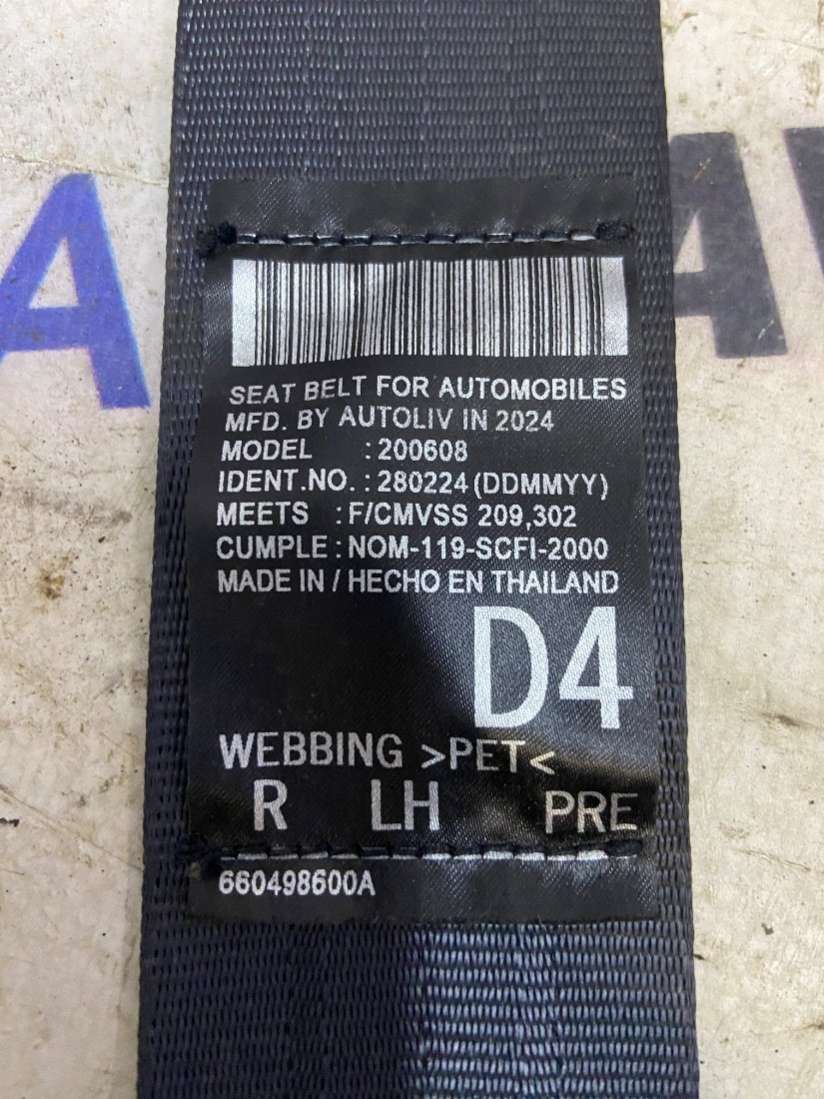 SEAT BELT FOR AUTOMOBILES
MFD. BY AUTOLIV IN 2024
MODEL : 200608
IDENT.NO. : 280224 (DDMMYY)
MEETS : F/CMVSS 209,302
CUMPLE : NOM-119-SCFI-2000
MADE IN / HECHO EN THAILAND
D4
WEBBING >PET<
R LH PRE
660498600A